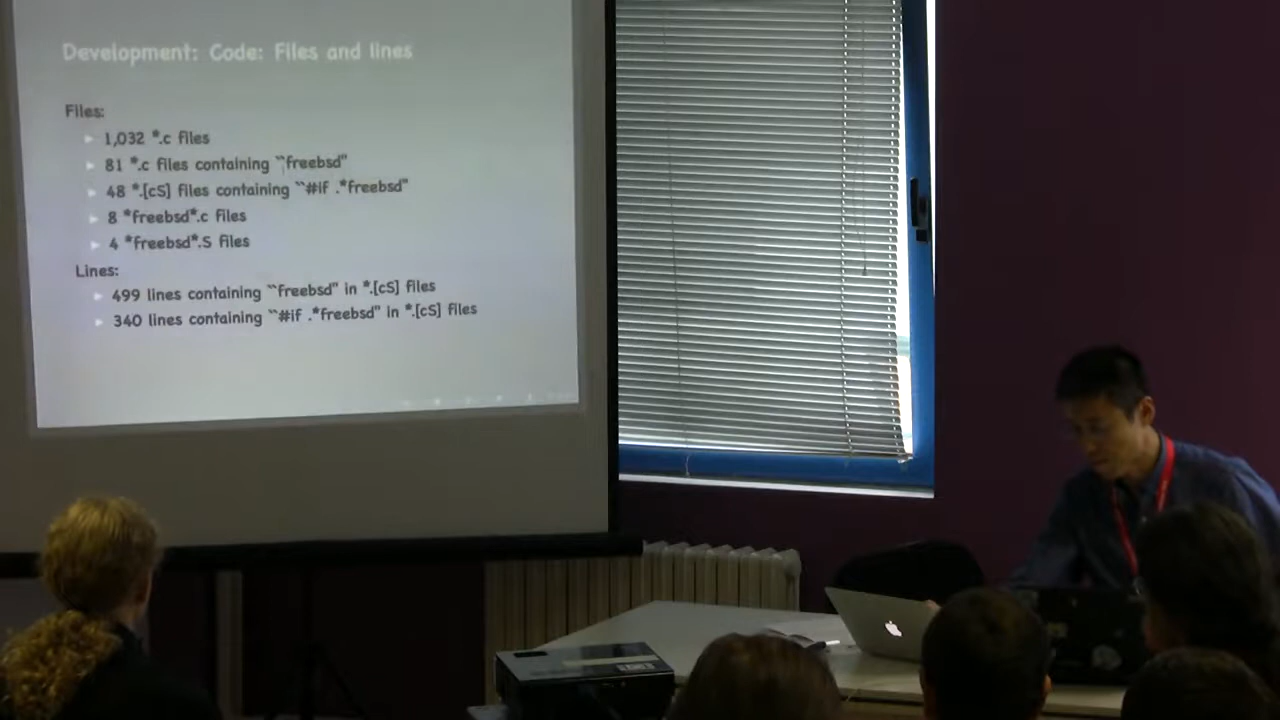 Development: Code: Files and lines
Files:
1,032 *.c files
81 *.c files containing ``freebsd"
48 *.[cS] files containing ``#if .*freebsd"
8 *freebsd*.c files
4 *freebsd*.S files
Lines:
499 lines containing ``freebsd" in *.[cS] files
340 lines containing ``#if .*freebsd" in *.[cS] files